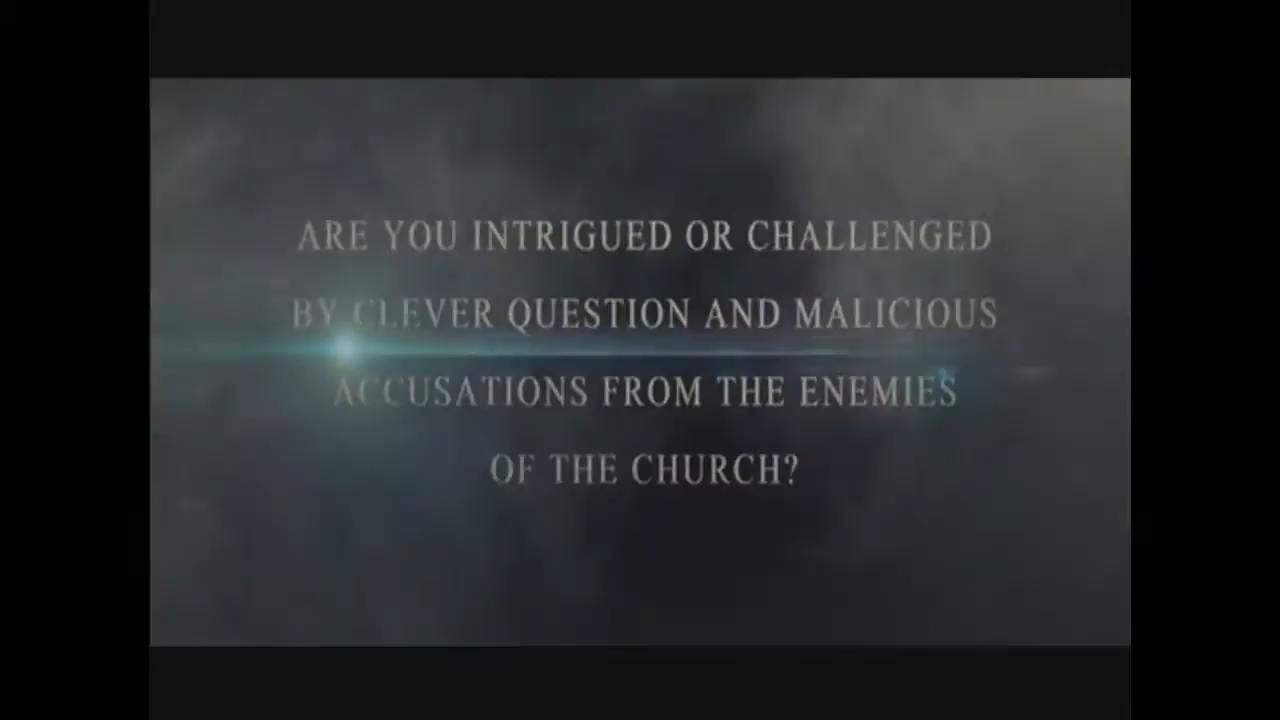 ARE YOU INTRIGUED OR CHALLENGED
BY CLEVER QUESTION AND MALICIOUS
ACCUSATIONS FROM THE ENEMIES
OF THE CHURCH?